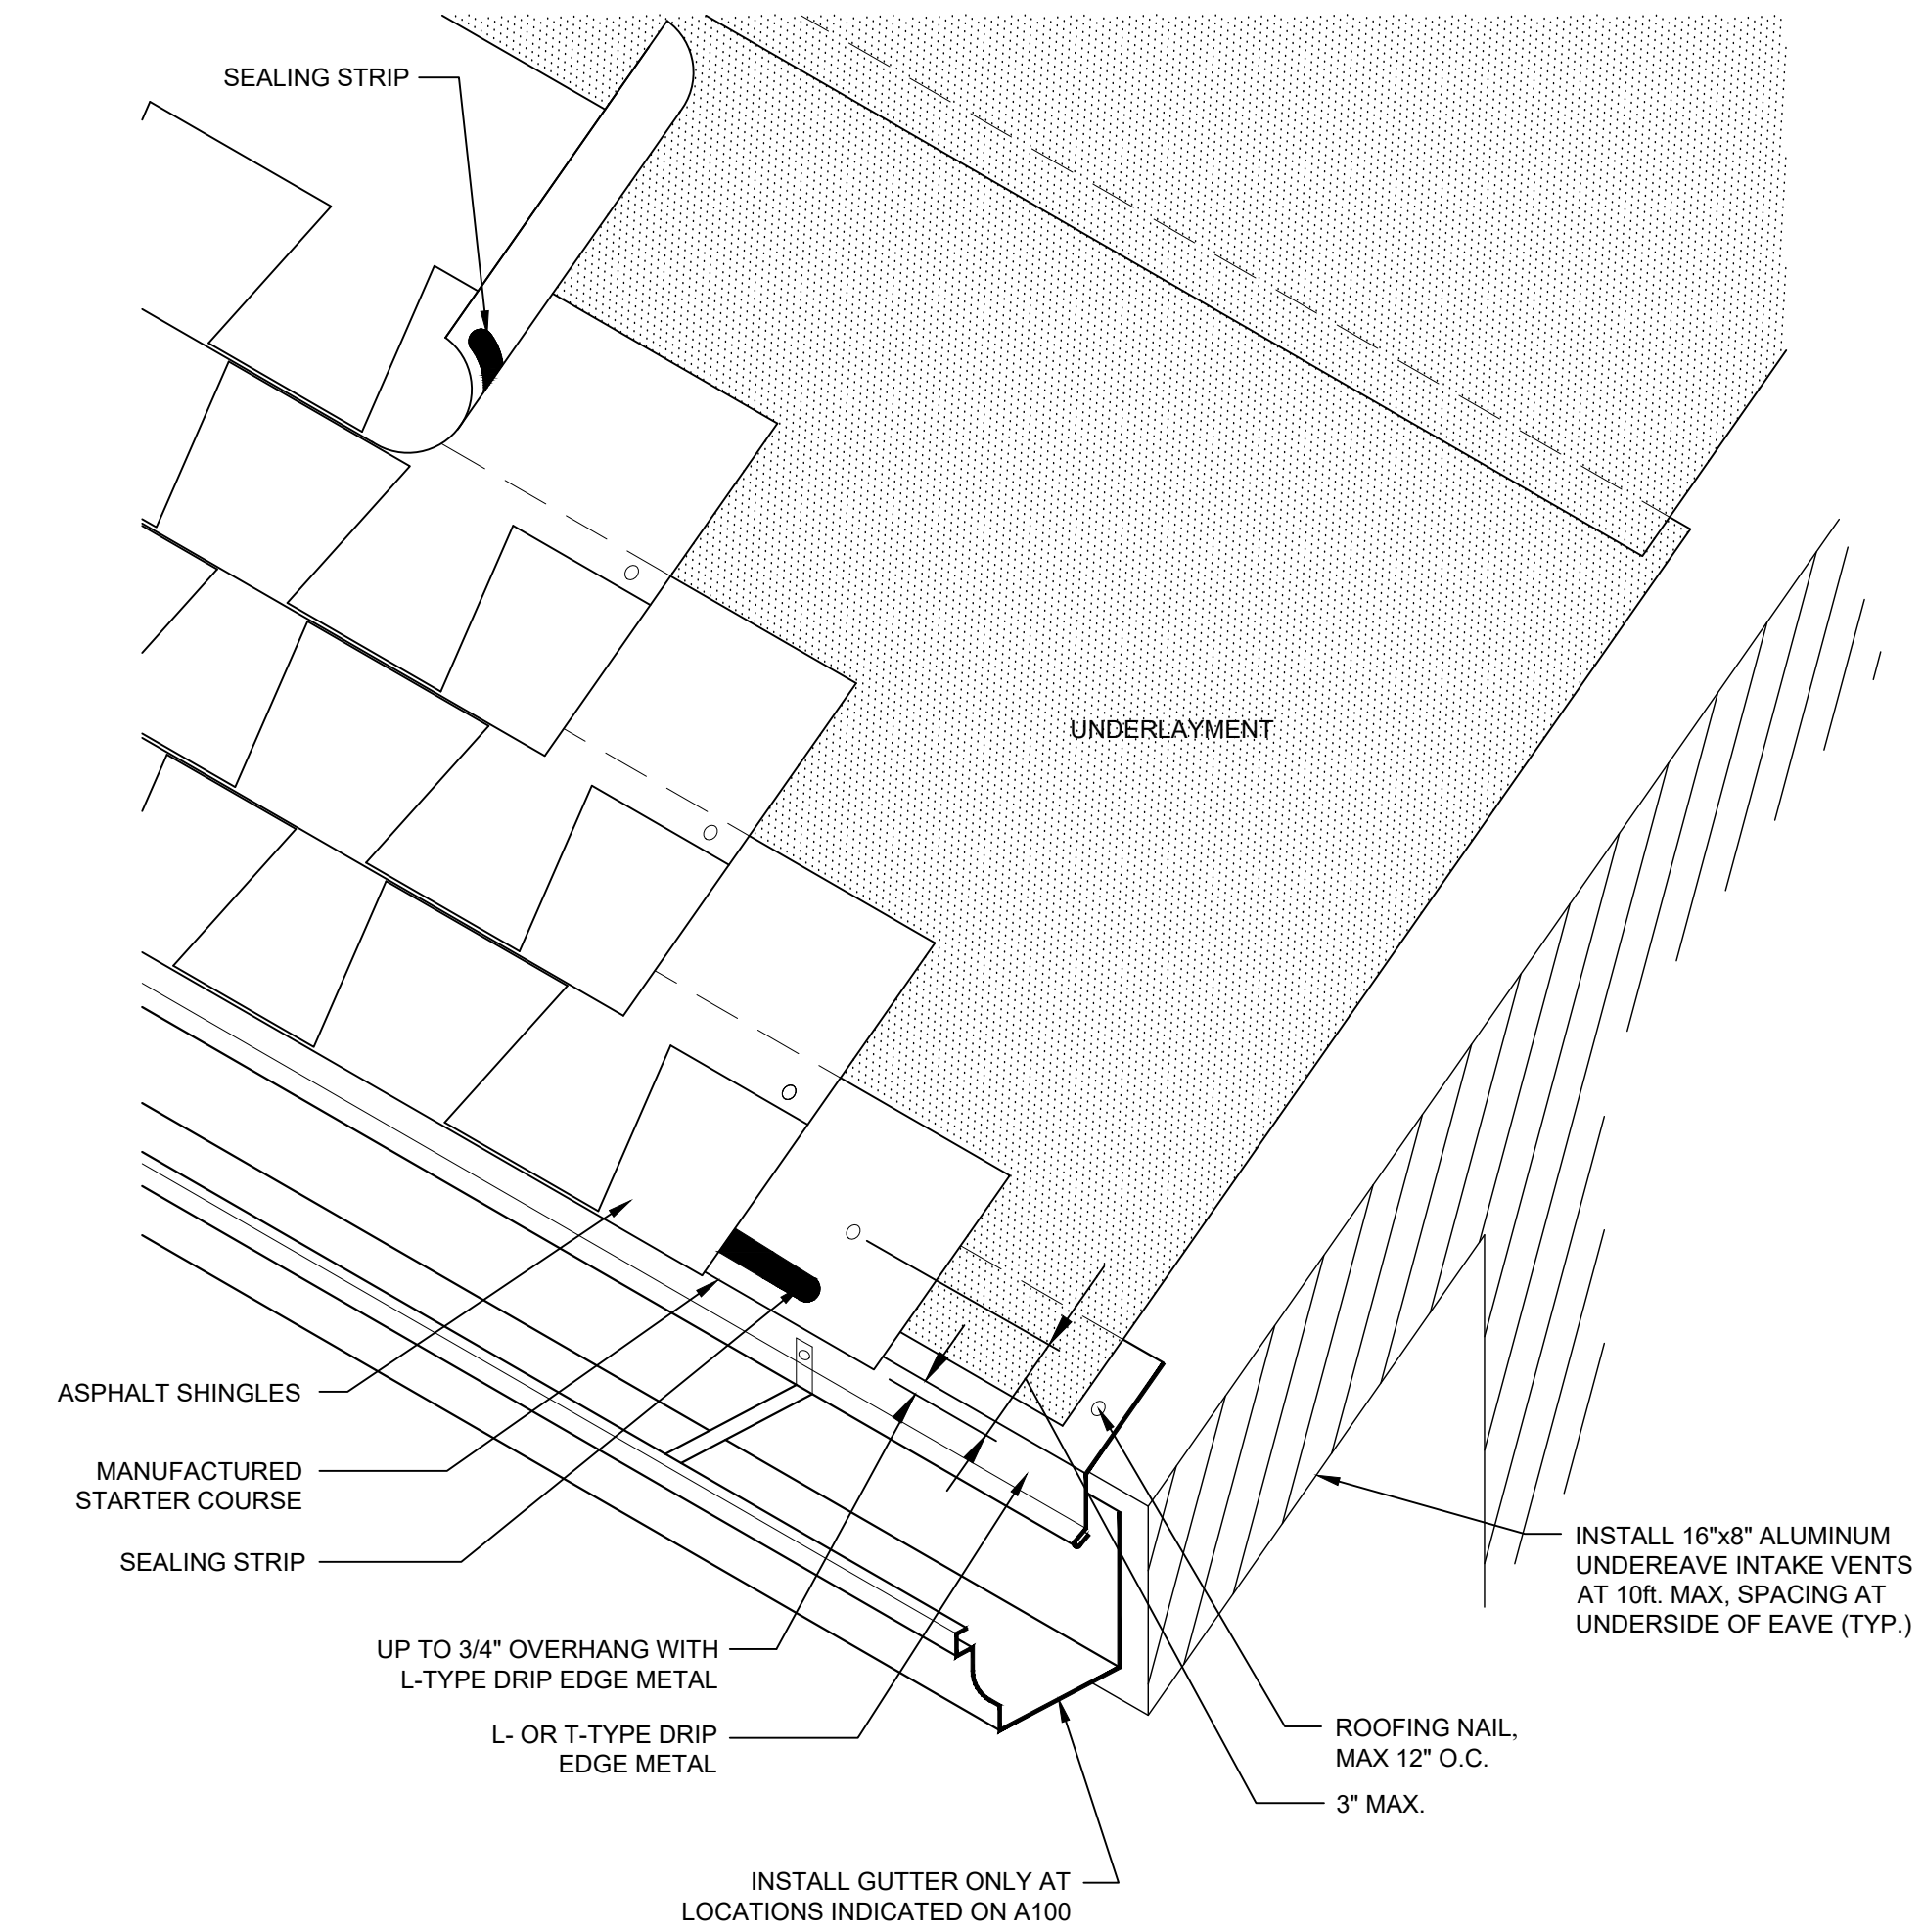 SEALING STRIP
UNDERLAYMENT
ASPHALT SHINGLES
MANUFACTURED
STARTER COURSE
SEALING STRIP
UP TO 3/4" OVERHANG WITH
L-TYPE DRIP EDGE METAL
L- OR T-TYPE DRIP
EDGE METAL
INSTALL GUTTER ONLY AT
LOCATIONS INDICATED ON A100
INSTALL 16"x8" ALUMINUM
UNDEREAVE INTAKE VENTS
AT 10ft. MAX, SPACING AT
UNDERSIDE OF EAVE (TYP.)
ROOFING NAIL,
MAX 12" O.C.
3" MAX.